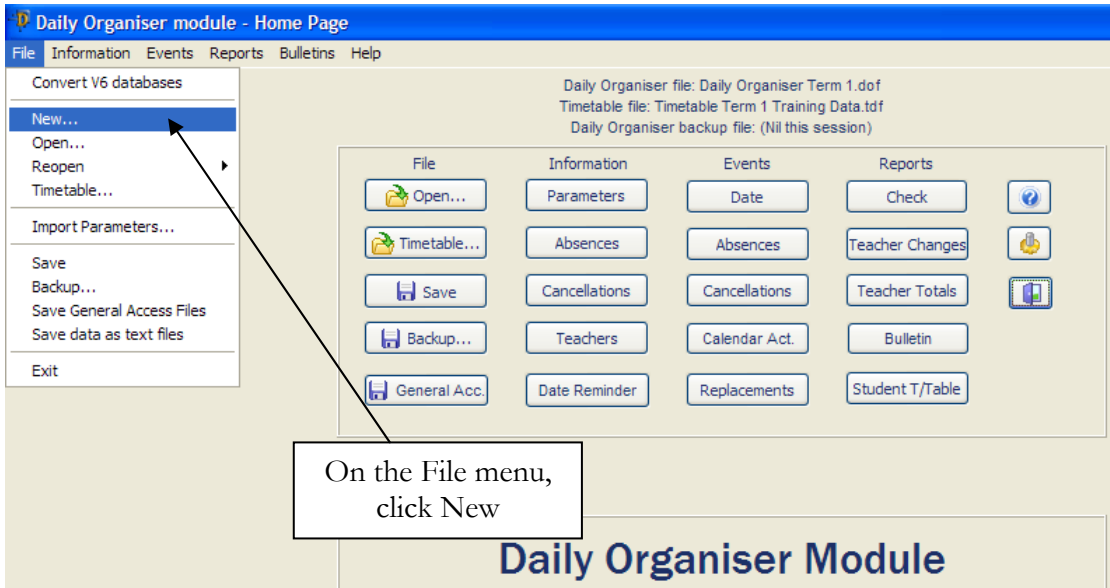 Daily Organiser module - Home Page
File Information Events Reports Bulletins Help
Convert V6 databases
New...
Open...
Reopen
Timetable...
Import Parameters...
Save
Backup...
Save General Access Files
Save data as text files
Exit
Daily Organiser file: Daily Organiser Term 1.dof
Timetable file: Timetable Term 1 Training Data.tdf
Daily Organiser backup file: (Nil this session)
File Information Events Reports
Open... Parameters Date Check
Timetable... Absences Absences Teacher Changes
Save Cancellations Cancellations Teacher Totals
Backup... Teachers Calendar Act. Bulletin
General Acc. Date Reminder Replacements Student T/Table
On the File menu,
click New
Daily Organiser Module